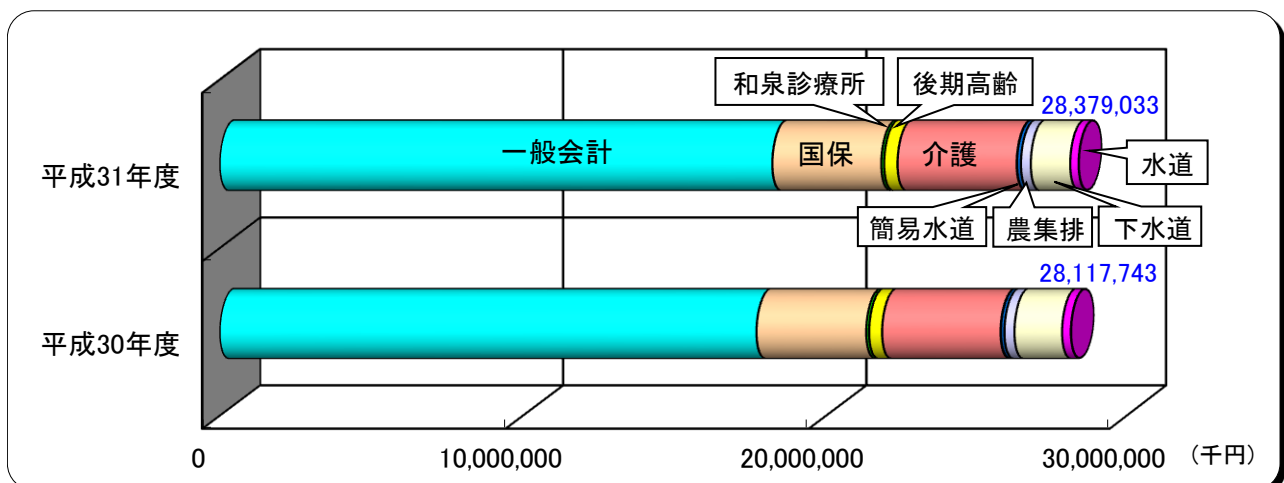 和泉診療所 後期高齢
28,379,033
平成31年度 一般会計 国保 介護 水道
簡易水道 農集排 下水道
28,117,743
平成30年度
0 10,000,000 20,000,000 30,000,000 (千円)